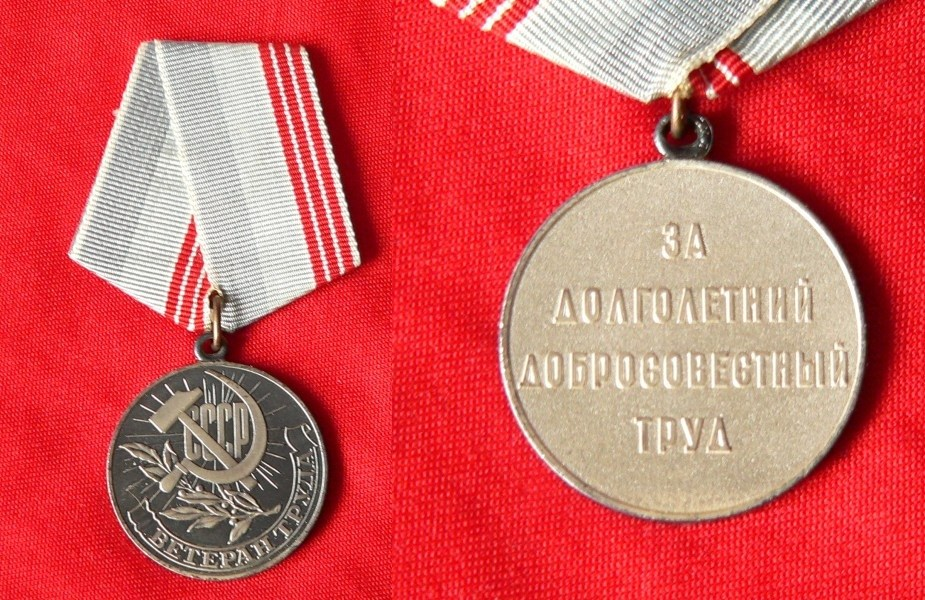 СССР
ВЕТЕРАН ТРУДА
ЗА
ДОЛГОЛЕТНИЙ
ДОБРОСОВЕСТНЫЙ
ТРУД